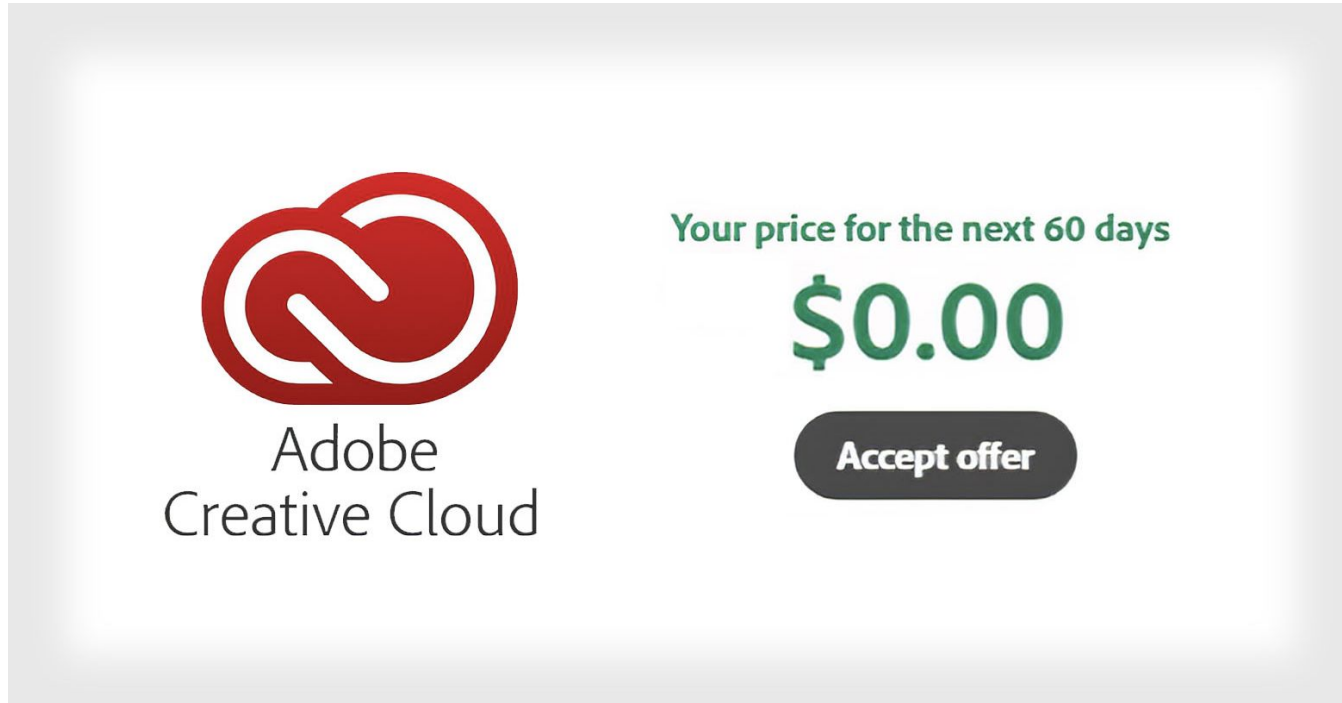 Adobe
Creative Cloud
Your price for the next 60 days
$0.00
Accept offer